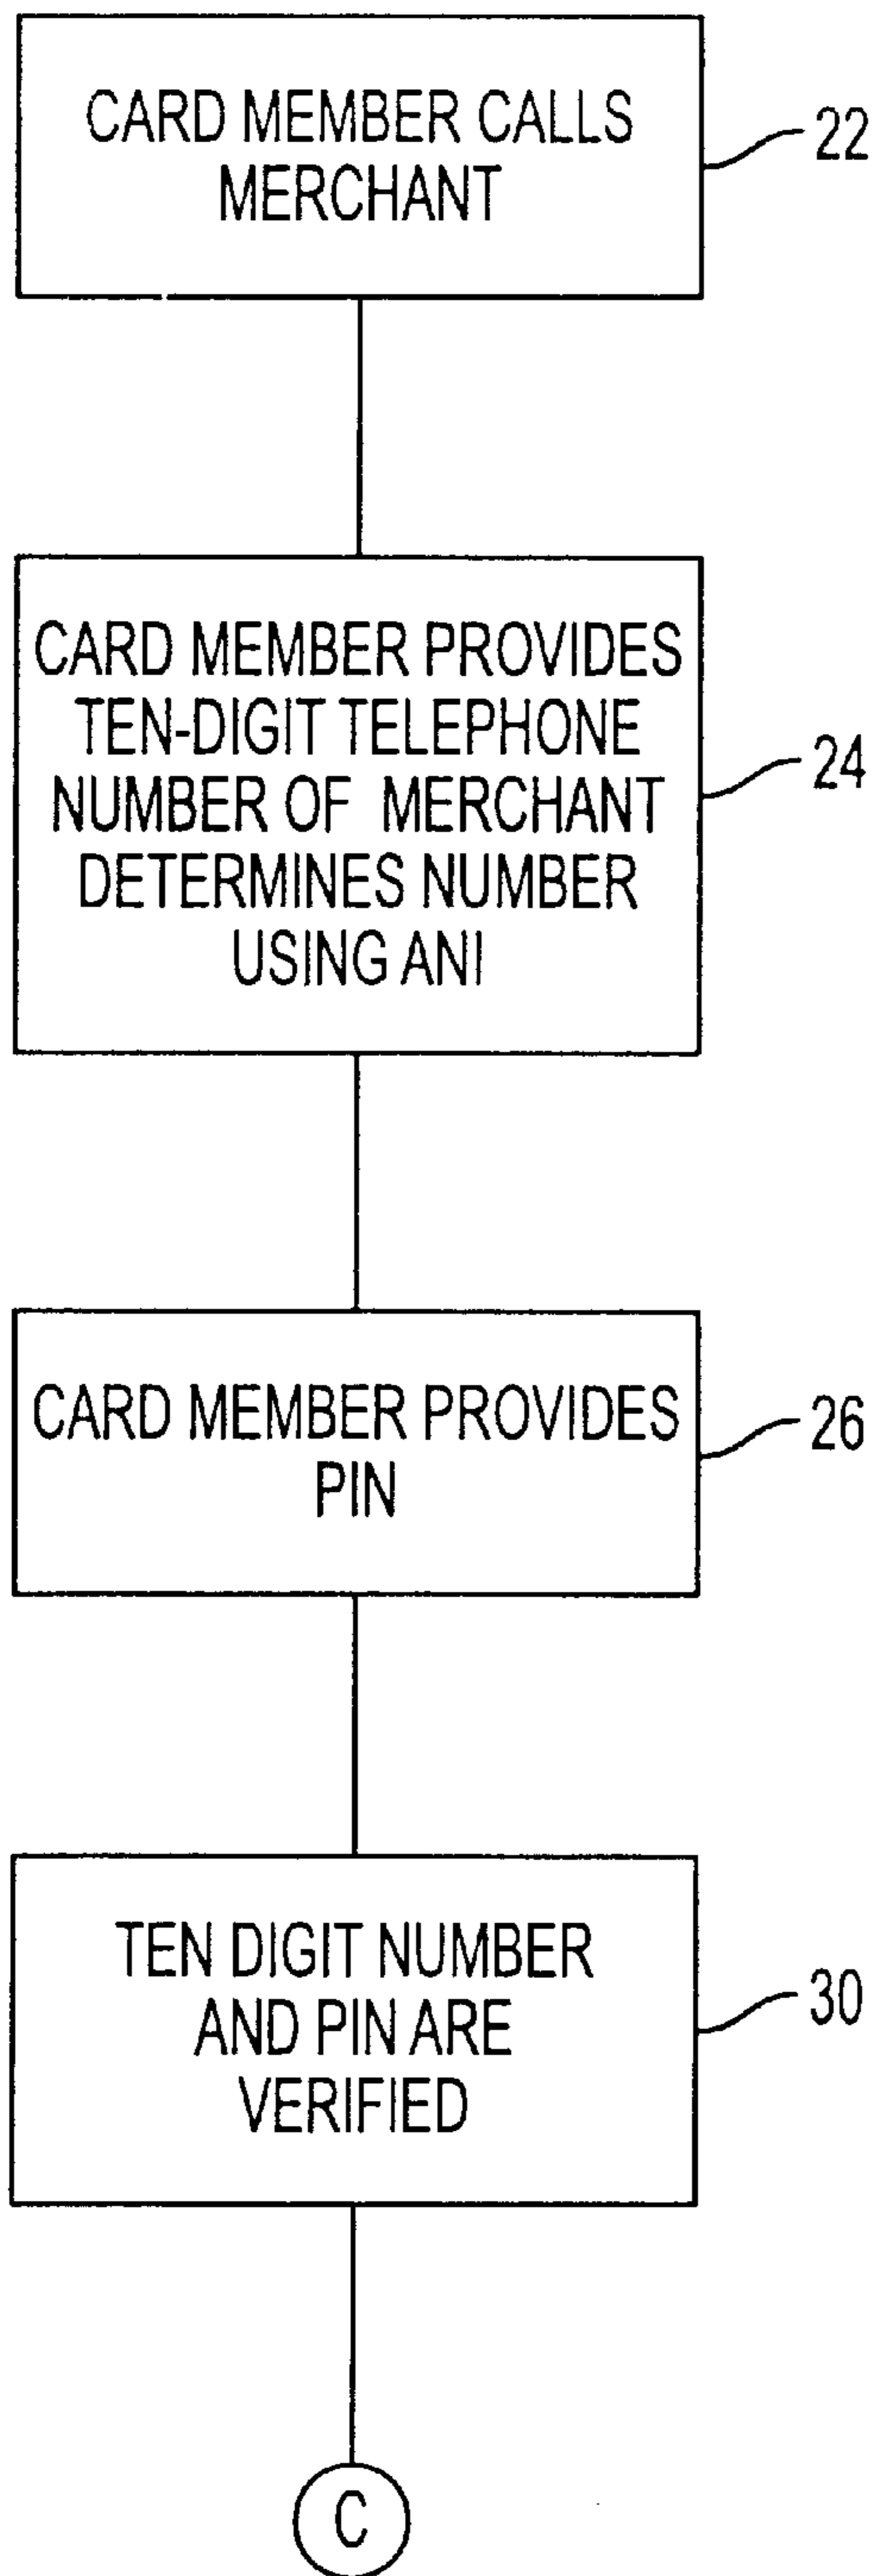 CARD MEMBER CALLS
MERCHANT
22
CARD MEMBER PROVIDES
TEN-DIGIT TELEPHONE
NUMBER OF MERCHANT
DETERMINES NUMBER
USING ANI
24
CARD MEMBER PROVIDES
PIN
26
TEN DIGIT NUMBER
AND PIN ARE
VERIFIED
30
C